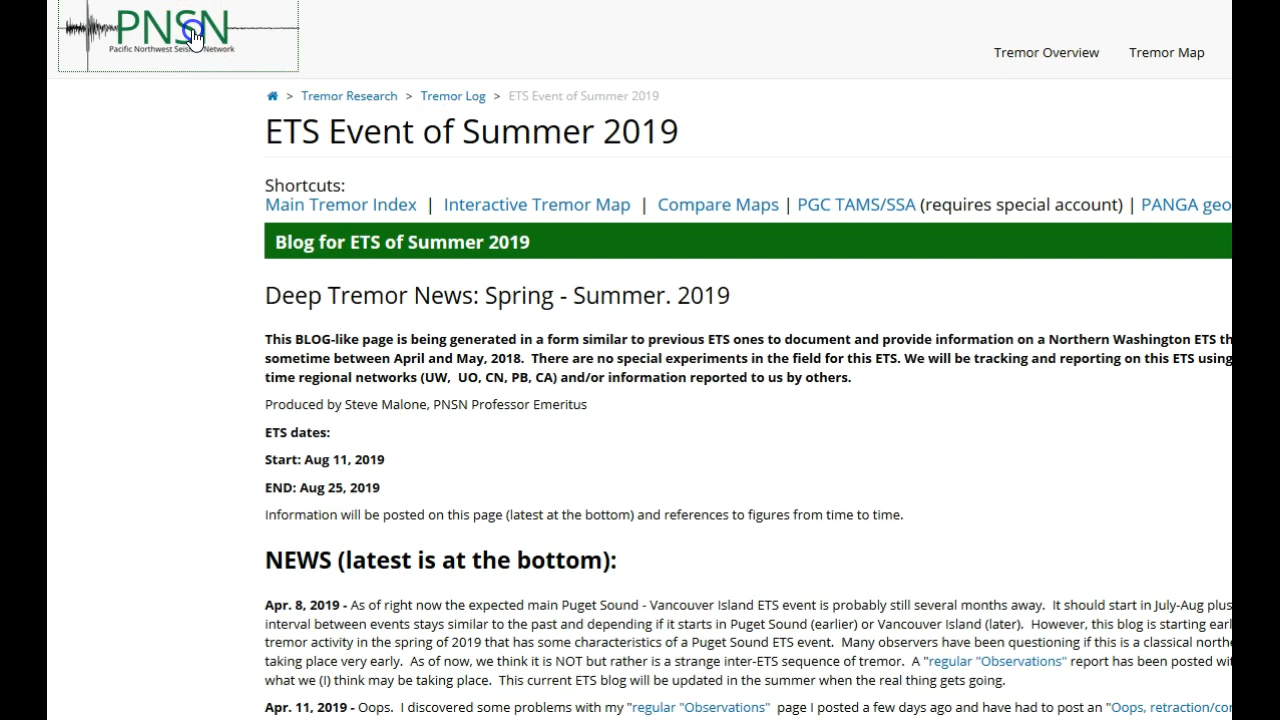 PNSN
Pacific Northwest Seismic Network
Tremor Overview Tremor Map
> Tremor Research > Tremor Log > ETS Event of Summer 2019
ETS Event of Summer 2019
Shortcuts:
Main Tremor Index | Interactive Tremor Map | Compare Maps | PGC TAMS/SSA (requires special account) | PANGA geo
Blog for ETS of Summer 2019
Deep Tremor News: Spring - Summer. 2019
This BLOG-like page is being generated in a form similar to previous ETS ones to document and provide information on a Northern Washington ETS th
sometime between April and May, 2018. There are no special experiments in the field for this ETS. We will be tracking and reporting on this ETS using
time regional networks (UW, UO, CN, PB, CA) and/or information reported to us by others.
Produced by Steve Malone, PNSN Professor Emeritus
ETS dates:
Start: Aug 11, 2019
END: Aug 25, 2019
Information will be posted on this page (latest at the bottom) and references to figures from time to time.
NEWS (latest is at the bottom):
Apr. 8, 2019 - As of right now the expected main Puget Sound - Vancouver Island ETS event is probably still several months away. It should start in July-Aug plus
interval between events stays similar to the past and depending if it starts in Puget Sound (earlier) or Vancouver Island (later). However, this blog is starting earl
tremor activity in the spring of 2019 that has some characteristics of a Puget Sound ETS event. Many observers have been questioning if this is a classical northe
taking place very early. As of now, we think it is NOT but rather is a strange inter-ETS sequence of tremor. A "regular "Observations" report has been posted wit
what we (I) think may be taking place. This current ETS blog will be updated in the summer when the real thing gets going.
Apr. 11, 2019 - Oops. I discovered some problems with my "regular "Observations" page I posted a few days ago and have had to post an "Oops, retraction/cor